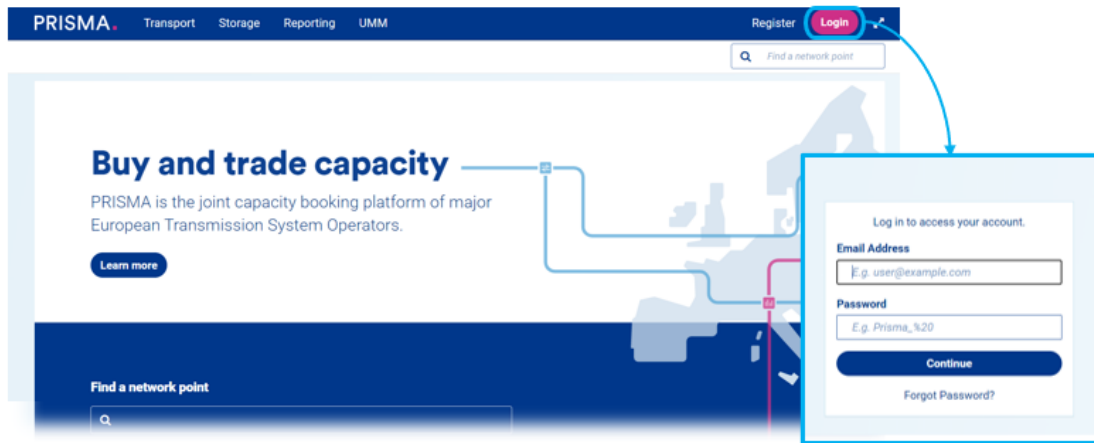 PRISMA. Transport Storage Reporting UMM Register Login
Find a network point
Buy and trade capacity
PRISMA is the joint capacity booking platform of major
European Transmission System Operators.
Learn more
Find a network point
Log in to access your account.
Email Address
E.g. user@example.com
Password
E.g. Prisma_%20
Continue
Forgot Password?